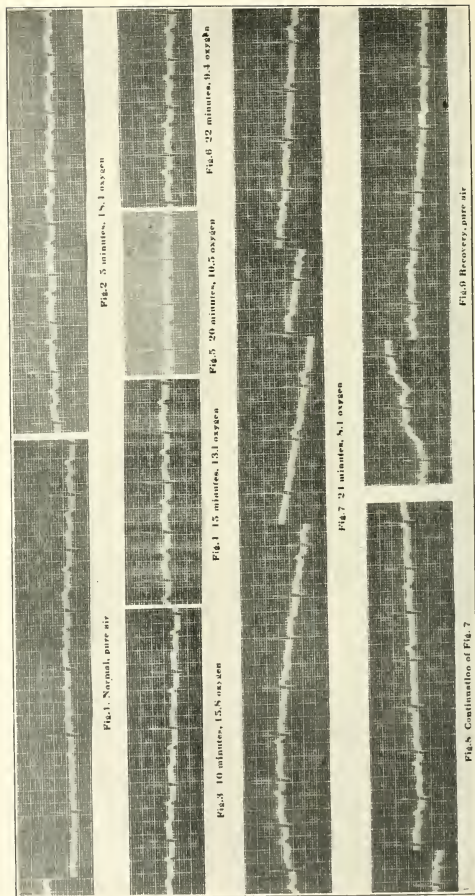 Fig.1. Normal, pure air
Fig.2 5 minutes, 18.1 oxygen
Fig.3 10 minutes, 15.8 oxygen
Fig.4 15 minutes, 13.1 oxygen
Fig.5 20 minutes, 10.5 oxygen
Fig.6 22 minutes, 9.4 oxygen
Fig.7 24 minutes, 8.1 oxygen
Fig.8 Continuation of Fig. 7
Fig.9 Recovery, pure air